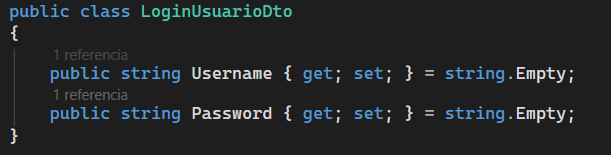 public class LoginUsuarioDto
{
1 referencia
public string Username { get; set; } = string.Empty;
1 referencia
public string Password { get; set; } = string.Empty;
}